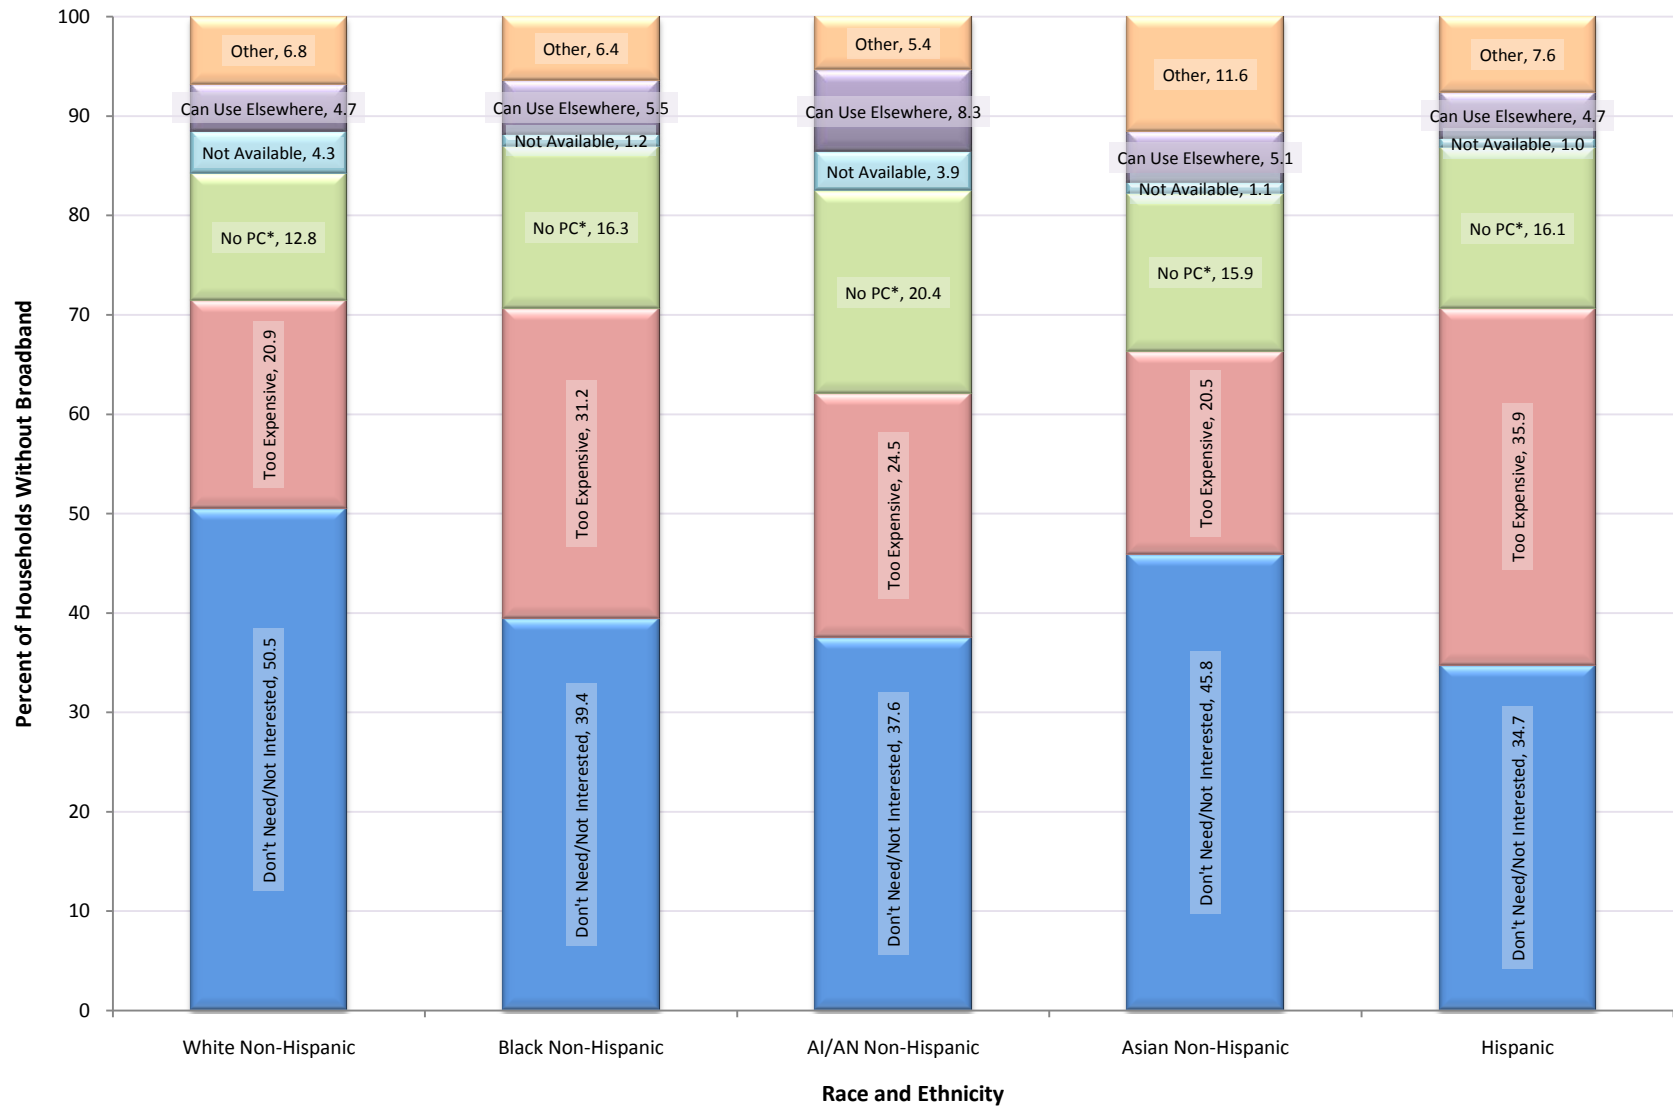 100
90
80
70
60
50
40
30
20
10
0
Percent of Households Without Broadband
Other, 6.8
Can Use Elsewhere, 4.7
Not Available, 4.3
No PC*, 12.8
Too Expensive, 20.9
Don't Need/Not Interested, 50.5
Other, 6.4
Can Use Elsewhere, 5.5
Not Available, 1.2
No PC*, 16.3
Too Expensive, 31.2
Don't Need/Not Interested, 39.4
Other, 5.4
Can Use Elsewhere, 8.3
Not Available, 3.9
No PC*, 20.4
Too Expensive, 24.5
Don't Need/Not Interested, 37.6
Other, 11.6
Can Use Elsewhere, 5.1
Not Available, 1.1
No PC*, 15.9
Too Expensive, 20.5
Don't Need/Not Interested, 45.8
Other, 7.6
Can Use Elsewhere, 4.7
Not Available, 1.0
No PC*, 16.1
Too Expensive, 35.9
Don't Need/Not Interested, 34.7
White Non-Hispanic
Black Non-Hispanic
AI/AN Non-Hispanic
Asian Non-Hispanic
Hispanic
Race and Ethnicity